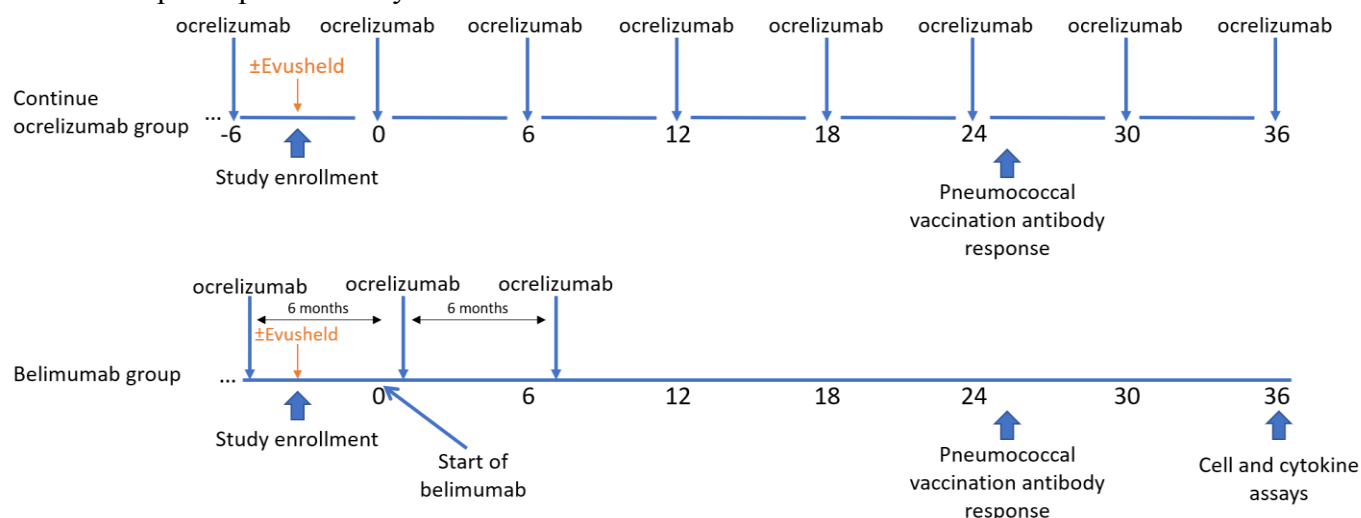 ocrelizumab ocrelizumab ocrelizumab ocrelizumab ocrelizumab ocrelizumab ocrelizumab ocrelizumab
±Evusheld
Continue
ocrelizumab group
...
-6 0 6 12 18 24 30 36
Study enrollment
Pneumococcal
vaccination antibody
response
ocrelizumab ocrelizumab ocrelizumab
6 months 6 months
±Evusheld
Belimumab group
...
0 6 12 18 24 30 36
Study enrollment
Start of
belimumab
Pneumococcal
vaccination antibody
response
Cell and cytokine
assays